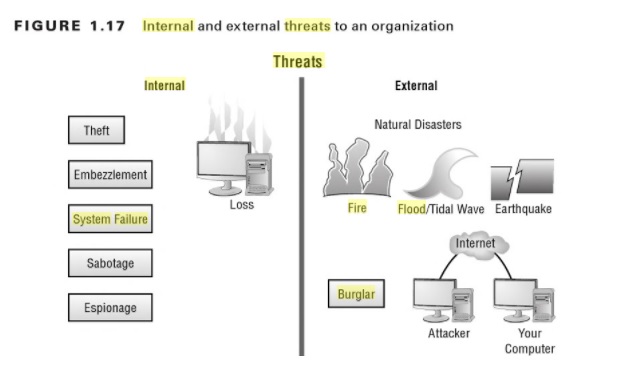 FIGURE 1.17 Internal and external threats to an organization
Threats
Internal
Theft
Embezzlement
System Failure
Sabotage
Espionage
Loss
External
Natural Disasters
Fire
Flood/Tidal Wave
Earthquake
Burglar
Internet
Attacker
Your
Computer